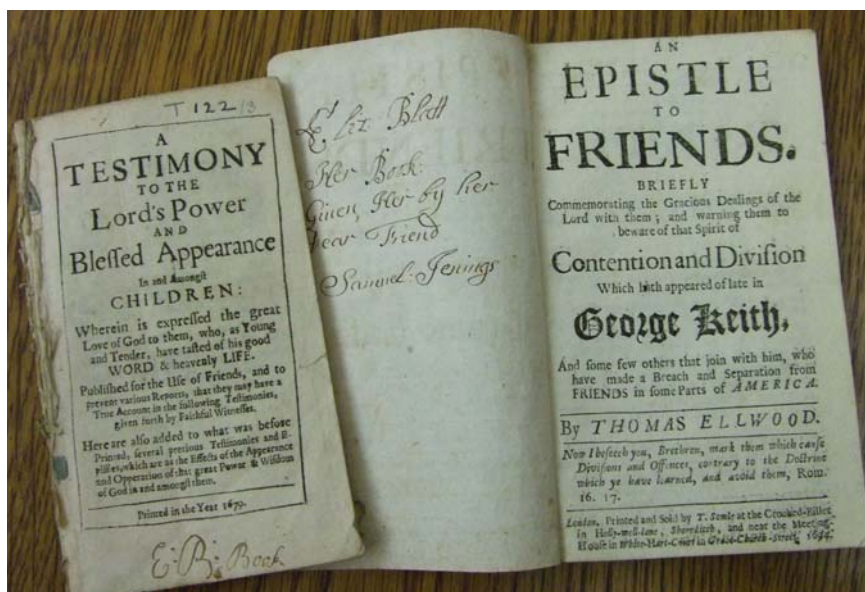 T 122/3
A
TESTIMONY
TO THE
Lord's Power
AND
Blessed Appearance
In and Amongst
CHILDREN:
Wherein is expressed the great
Love of God to them, who, as Young
and Tender, have tasted of his good
WORD & heavenly LIFE.
Published for the Use of Friends, and to
prevent various Reports, that they may have a
True Account in the following Testimonies,
given forth by Faithful Witnesses.
Here are also added to what was before
Printed, several precious Testimonies and E-
pistles, which are as the Effects of the Appearance
and Opperation of that great Power & Wisdom
of God in and amongst them.
Printed in the Year 1679.
E: B: Book
Eliz: Blatt
Her Book:
Given Her by her
Dear Friend
Samuel: Jenings
AN
EPISTLE
TO
FRIENDS.
BRIEFLY
Commemorating the Gracious Dealings of the
Lord with them; and warning them to
beware of that Spirit of
Contention and Division
Which hath appeared of late in
George Keith,
And some few others that join with him, who
have made a Breach and Separation from
FRIENDS in some Parts of AMERICA.
By THOMAS ELLWOOD.
Now I beseech you, Brethren, mark them which cause
Divisions and Offences, contrary to the Doctrine
which ye have learned, and avoid them, Rom.
16. 17.
London, Printed and Sold by T. Sowle at the Crooked-Billet
in Holly-well-lane, Shoreditch, and near the Meeting-
House in White-Hart-Court in Grace-Church-Street, 1694.